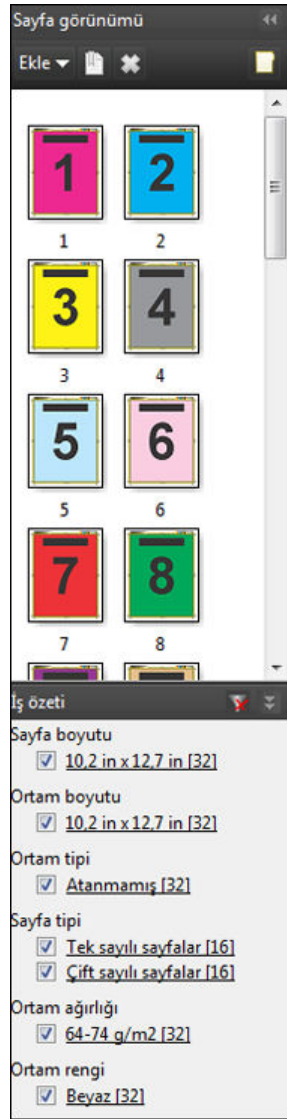 Sayfa görünümü
Ekle
1 2
1 2
3 4
3 4
5 6
5 6
7 8
7 8
İş özeti
Sayfa boyutu
10,2 in x 12,7 in [32]
Ortam boyutu
10,2 in x 12,7 in [32]
Ortam tipi
Atanmamış [32]
Sayfa tipi
Tek sayılı sayfalar [16]
Çift sayılı sayfalar [16]
Ortam ağırlığı
64-74 g/m2 [32]
Ortam rengi
Beyaz [32]